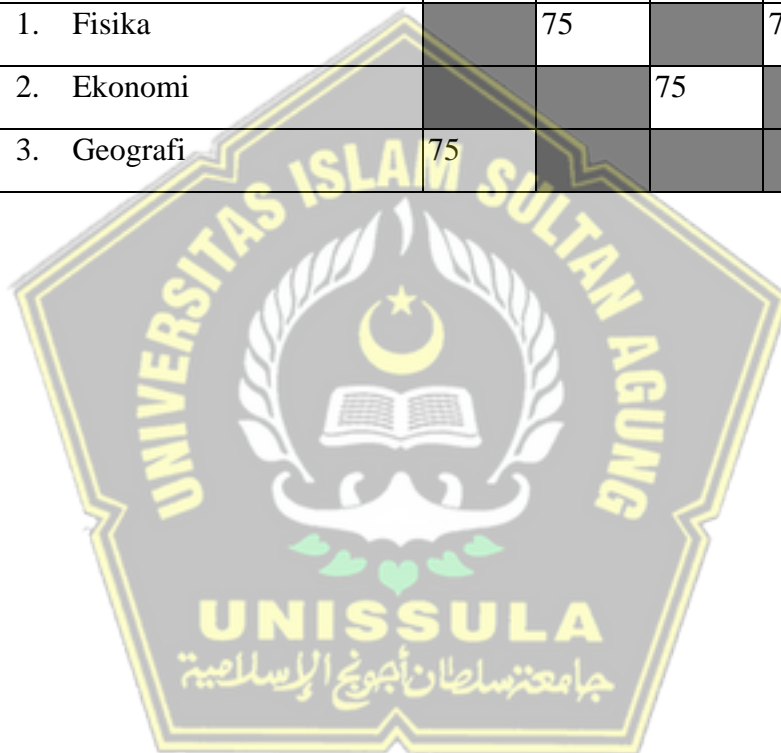 1. Fisika 75 7
2. Ekonomi 75
3. Geografi 75
UNIVERSITAS ISLAM SULTAN AGUNG
UNISSULA
جامعة سلطان أجونج الإسلامية